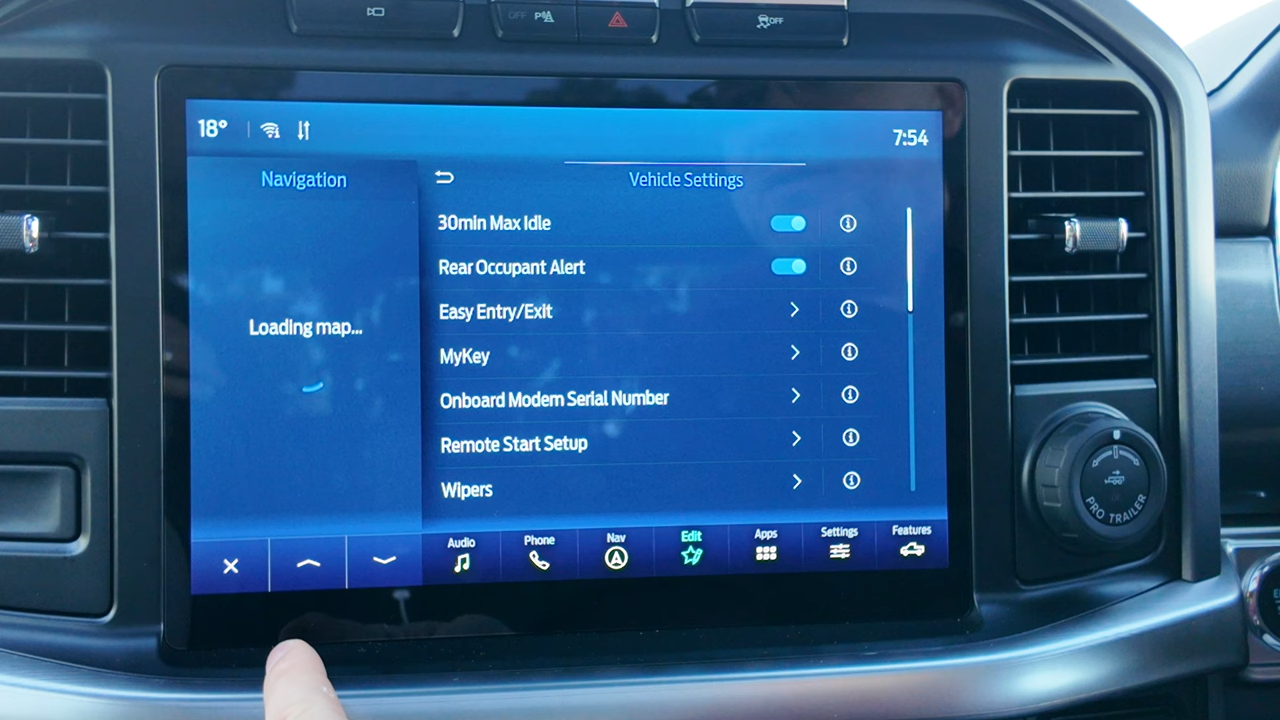 OFF P
OFF
18° 7:54
Navigation
Vehicle Settings
30min Max Idle
Rear Occupant Alert
Easy Entry/Exit
Loading map...
MyKey
Onboard Modem Serial Number
Remote Start Setup
Wipers
Audio
Phone
Nav
Edit
Apps
Settings
Features
PRO TRAILER